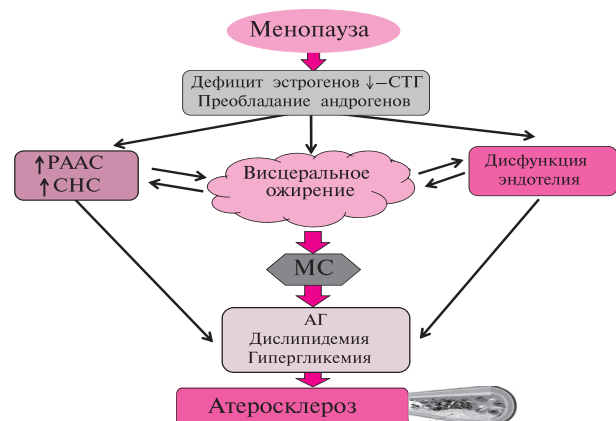 Менопауза
Дефицит эстрогенов ↓–СТГ
Преобладание андрогенов
↑РААС
↑СНС
Висцеральное
ожирение
Дисфункция
эндотелия
МС
АГ
Дислипидемия
Гипергликемия
Атеросклероз